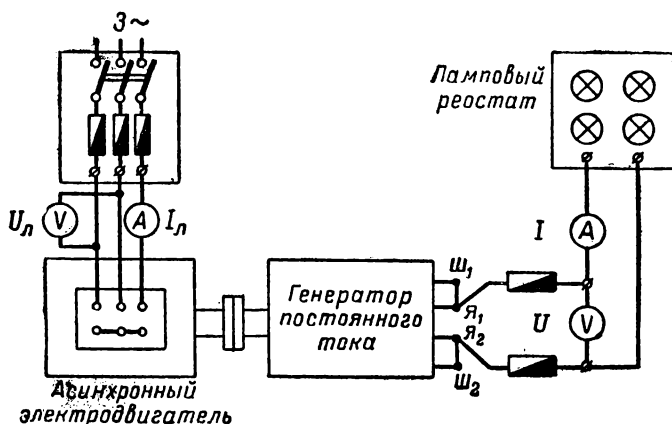 3~
Ламповый
реостат
Uл
V
A
Iл
I
A
Генератор
постоянного
тока
Ш1
Я1
Я2
Ш2
U
V
Асинхронный
электродвигатель